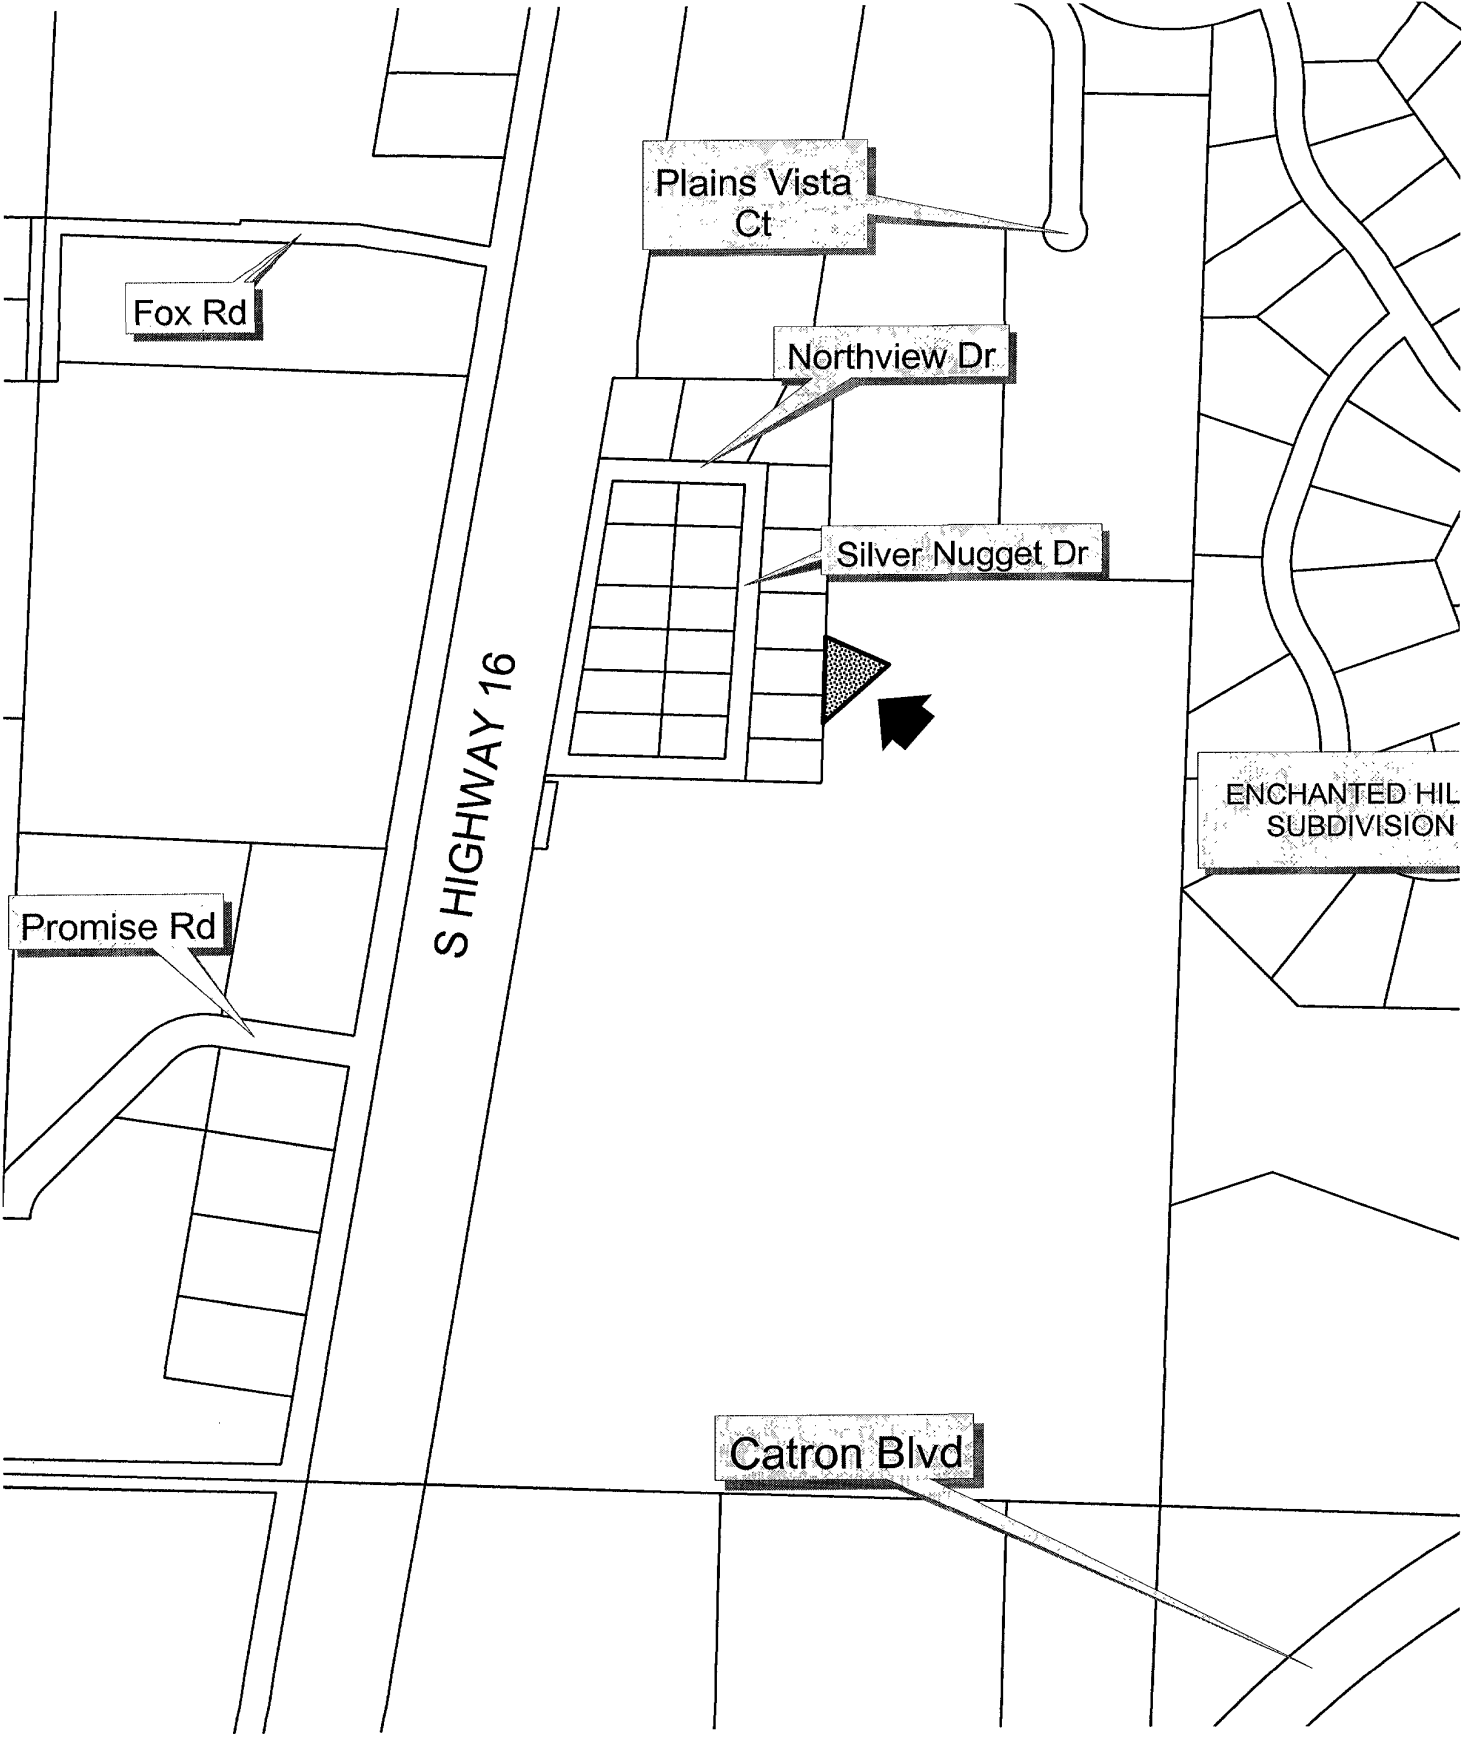 Plains Vista
Ct
Fox Rd
Northview Dr
Silver Nugget Dr
S HIGHWAY 16
ENCHANTED HIL
SUBDIVISION
Promise Rd
Catron Blvd